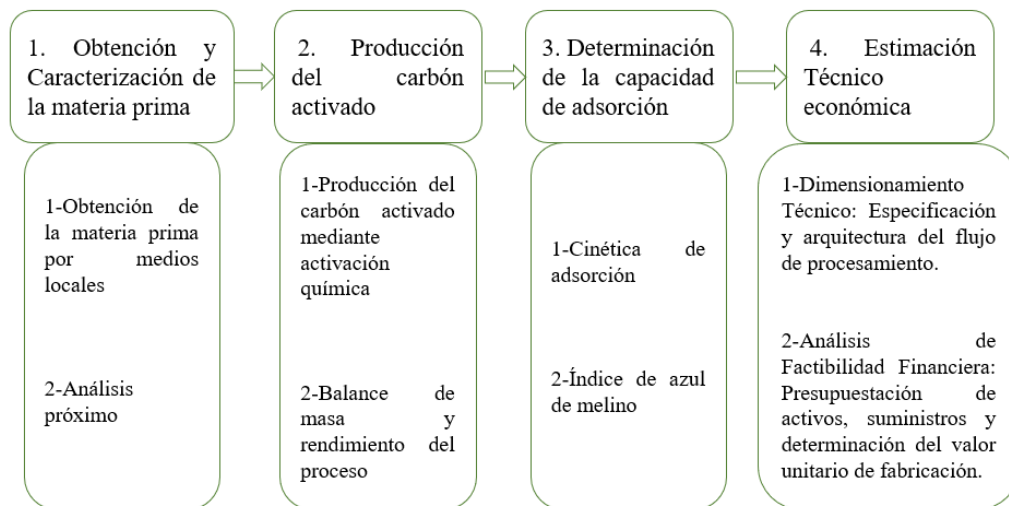 1. Obtención y
Caracterización de
la materia prima
2. Producción
del carbón
activado
3. Determinación
de la capacidad
de adsorción
4. Estimación
Técnico
económica
1-Obtención de
la materia prima
por medios
locales
2-Análisis
próximo
1-Producción del
carbón activado
mediante
activación
química
2-Balance de
masa y
rendimiento del
proceso
1-Cinética de
adsorción
2-Índice de azul
de melino
1-Dimensionamiento
Técnico: Especificación
y arquitectura del flujo
de procesamiento.
2-Análisis de
Factibilidad Financiera:
Presupuestación de
activos, suministros y
determinación del valor
unitario de fabricación.